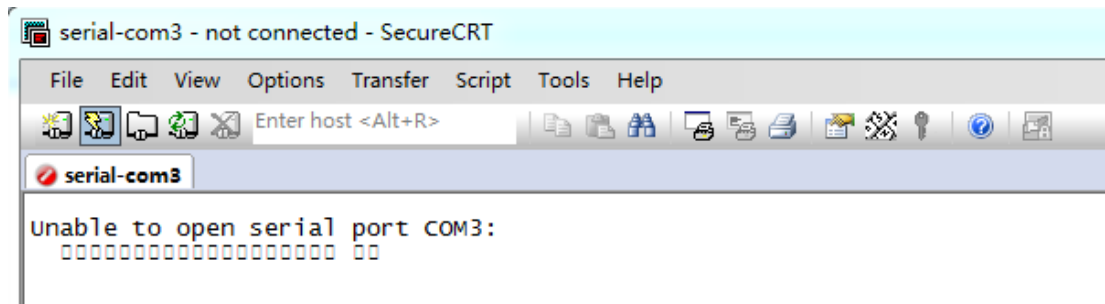 serial-com3 - not connected - SecureCRT
File Edit View Options Transfer Script Tools Help
Enter host <Alt+R>
serial-com3
Unable to open serial port COM3: